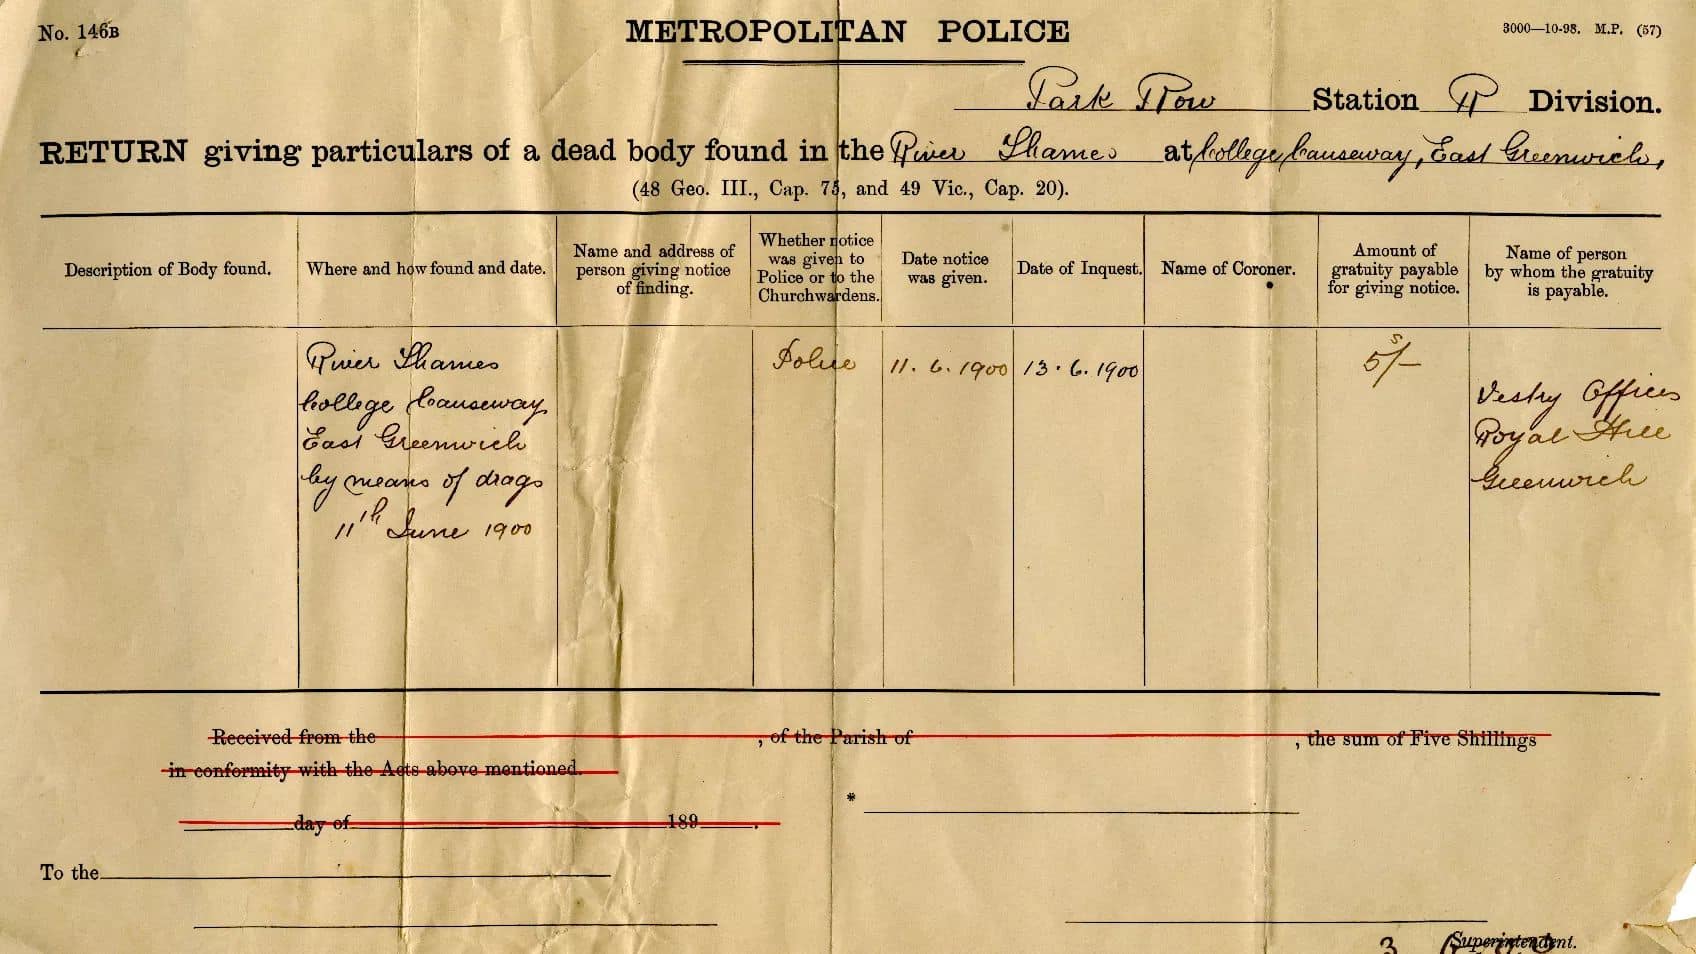 No. 146B
METROPOLITAN POLICE
3000—10-98. M.P. (57)
Park Row Station R Division.
RETURN giving particulars of a dead body found in the River Thames at College Causeway, East Greenwich,
(48 Geo. III., Cap. 75, and 49 Vic., Cap. 20).
Description of Body found.
Where and how found and date.
Name and address of
person giving notice
of finding.
Whether notice
was given to
Police or to the
Churchwardens.
Date notice
was given.
Date of Inquest.
Name of Coroner.
Amount of
gratuity payable
for giving notice.
Name of person
by whom the gratuity
is payable.
River Thames
College Causeway
East Greenwich
by means of drags
11th June 1900
Police
11. 6. 1900
13. 6. 1900
s
5/-
Vestry Offices
Royal Hill
Greenwich
Received from the , of the Parish of , the sum of Five Shillings
in conformity with the Acts above mentioned.
*
day of 189 .
To the
Superintendent.